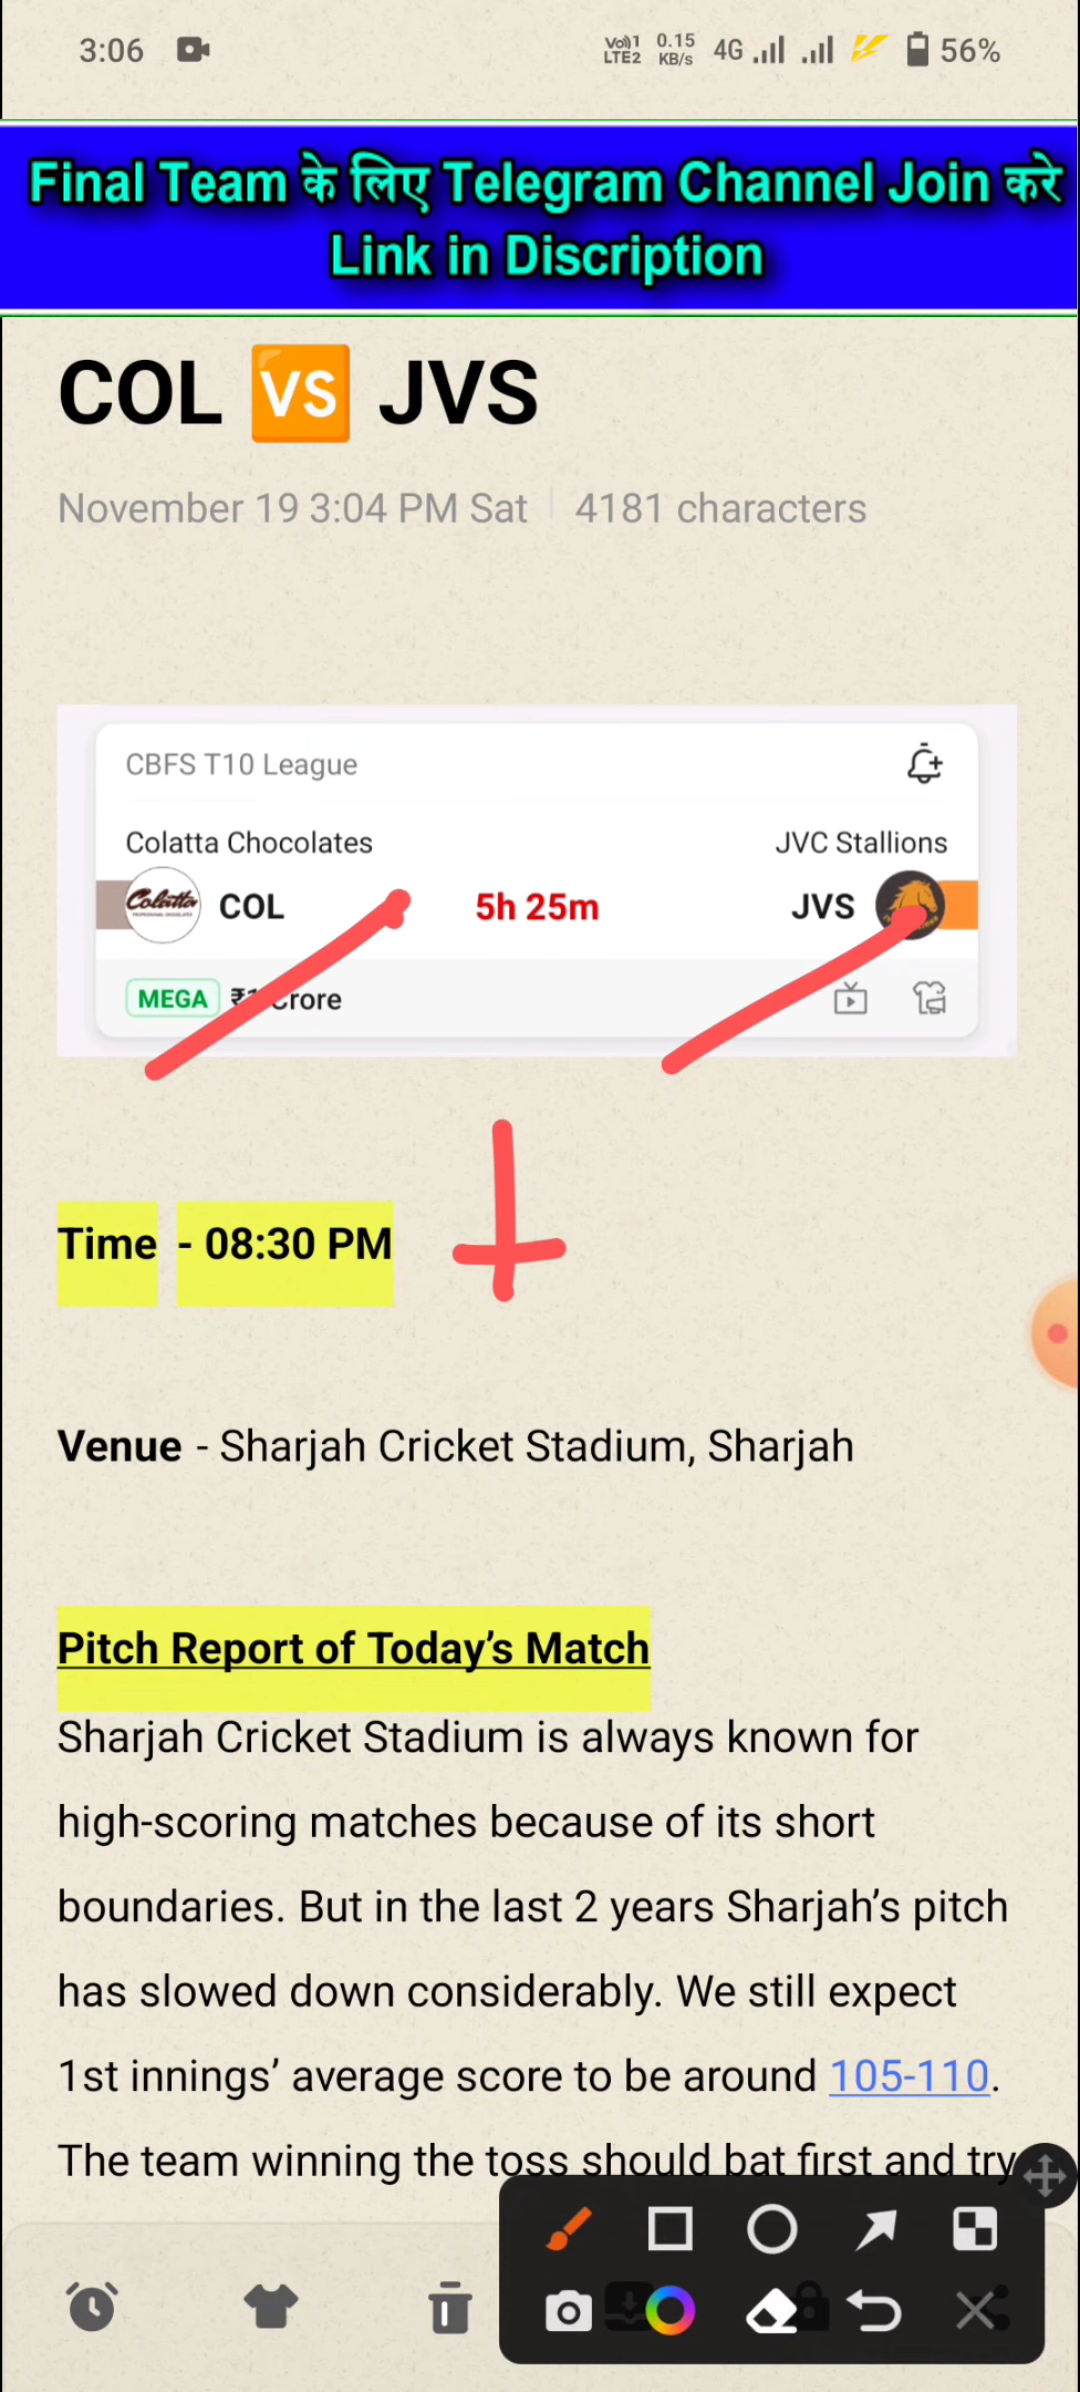 3:06
Vo)) 1 LTE2 0.15 KB/s 4G 56%
Final Team के लिए Telegram Channel Join करे
Link in Discription
COL VS JVS
November 19 3:04 PM Sat | 4181 characters
CBFS T10 League
Colatta Chocolates JVC Stallions
Colatta COL 5h 25m JVS
MEGA Crore
Time - 08:30 PM
Venue - Sharjah Cricket Stadium, Sharjah
Pitch Report of Today’s Match
Sharjah Cricket Stadium is always known for
high-scoring matches because of its short
boundaries. But in the last 2 years Sharjah’s pitch
has slowed down considerably. We still expect
1st innings’ average score to be around 105-110.
The team winning the toss should bat first and try